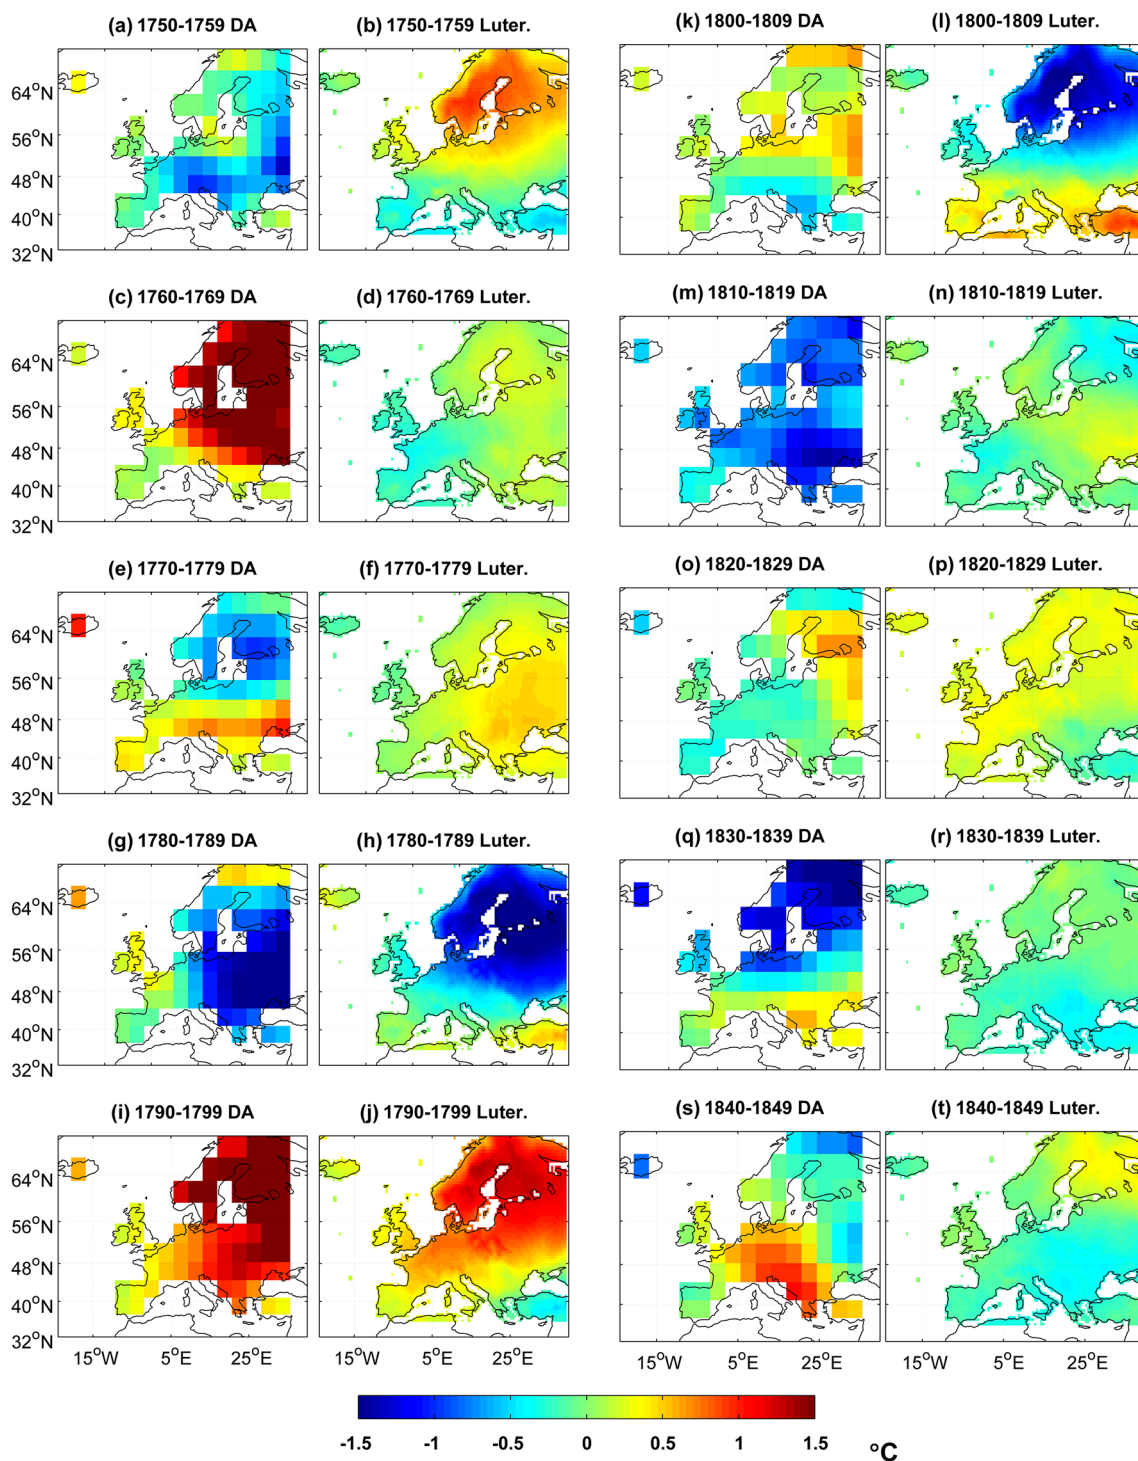 (a) 1750-1759 DA
(b) 1750-1759 Luter.
(k) 1800-1809 DA
(l) 1800-1809 Luter.
64°N
56°N
48°N
40°N
32°N
(c) 1760-1769 DA
(d) 1760-1769 Luter.
(m) 1810-1819 DA
(n) 1810-1819 Luter.
64°N
56°N
48°N
40°N
32°N
(e) 1770-1779 DA
(f) 1770-1779 Luter.
(o) 1820-1829 DA
(p) 1820-1829 Luter.
64°N
56°N
48°N
40°N
32°N
(g) 1780-1789 DA
(h) 1780-1789 Luter.
(q) 1830-1839 DA
(r) 1830-1839 Luter.
64°N
56°N
48°N
40°N
32°N
(i) 1790-1799 DA
(j) 1790-1799 Luter.
(s) 1840-1849 DA
(t) 1840-1849 Luter.
64°N
56°N
48°N
40°N
32°N
15°W 5°E 25°E 15°W 5°E 25°E 15°W 5°E 25°E 15°W 5°E 25°E
-1.5 -1 -0.5 0 0.5 1 1.5
°C